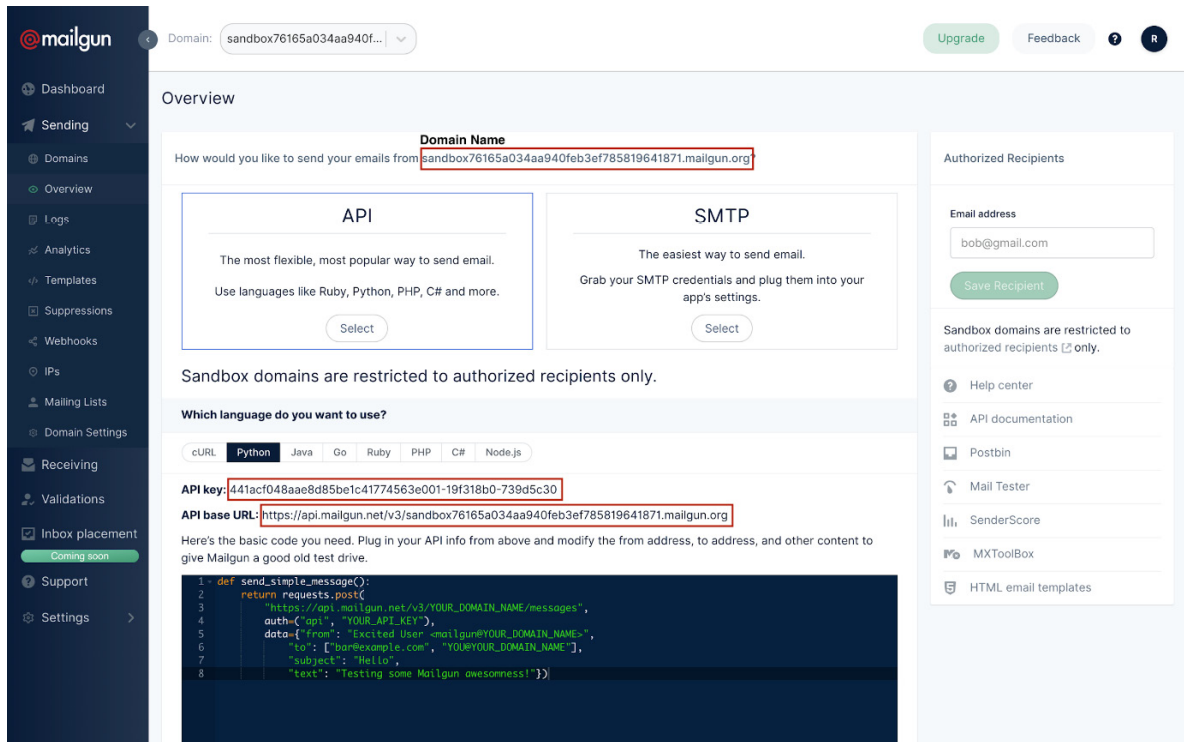 @mailgun
Domain: sandbox76165a034aa940f...
Upgrade
Feedback
?
R
Dashboard
Sending
Domains
Overview
Logs
Analytics
Templates
Suppressions
Webhooks
IPs
Mailing Lists
Domain Settings
Receiving
Validations
Inbox placement
Coming soon
Support
Settings
Overview
Domain Name
How would you like to send your emails from sandbox76165a034aa940feb3ef785819641871.mailgun.org?
API
The most flexible, most popular way to send email.
Use languages like Ruby, Python, PHP, C# and more.
Select
SMTP
The easiest way to send email.
Grab your SMTP credentials and plug them into your
app's settings.
Select
Sandbox domains are restricted to authorized recipients only.
Which language do you want to use?
cURL Python Java Go Ruby PHP C# Node.js
API key: 441acf048aae8d85be1c41774563e001-19f318b0-739d5c30
API base URL: https://api.mailgun.net/v3/sandbox76165a034aa940feb3ef785819641871.mailgun.org
Here's the basic code you need. Plug in your API info from above and modify the from address, to address, and other content to
give Mailgun a good old test drive.
1 def send_simple_message():
2 return requests.post(
3 "https://api.mailgun.net/v3/YOUR_DOMAIN_NAME/messages",
4 auth=("api", "YOUR_API_KEY"),
5 data={"from": "Excited User <mailgun@YOUR_DOMAIN_NAME>",
6 "to": ["bar@example.com", "YOU@YOUR_DOMAIN_NAME"],
7 "subject": "Hello",
8 "text": "Testing some Mailgun awesomness!"})
Authorized Recipients
Email address
bob@gmail.com
Save Recipient
Sandbox domains are restricted to
authorized recipients only.
Help center
API documentation
Postbin
Mail Tester
SenderScore
MXToolBox
HTML email templates